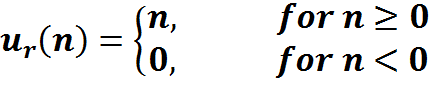 u_r(n) = { n, for n ≥ 0
0, for n < 0